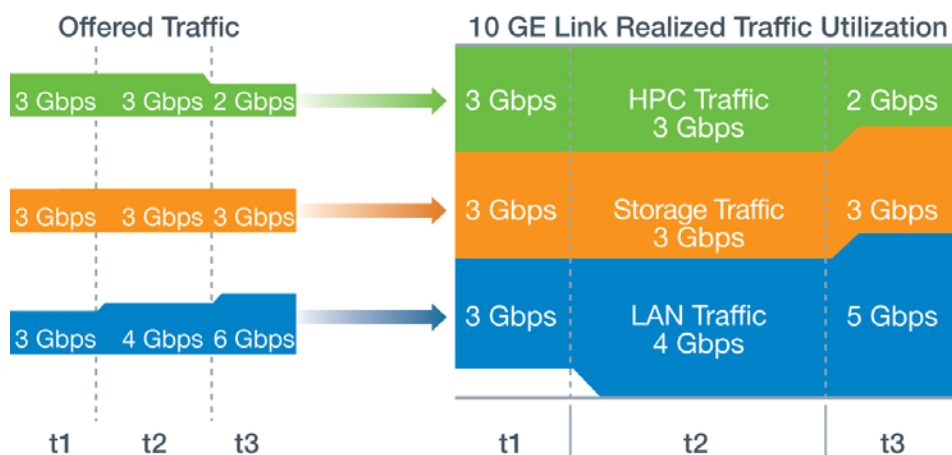 Offered Traffic
10 GE Link Realized Traffic Utilization
3 Gbps 3 Gbps 2 Gbps
3 Gbps
HPC Traffic
3 Gbps
2 Gbps
3 Gbps 3 Gbps 3 Gbps
3 Gbps
Storage Traffic
3 Gbps
3 Gbps
3 Gbps 4 Gbps 6 Gbps
3 Gbps
LAN Traffic
4 Gbps
5 Gbps
t1 t2 t3
t1 t2 t3